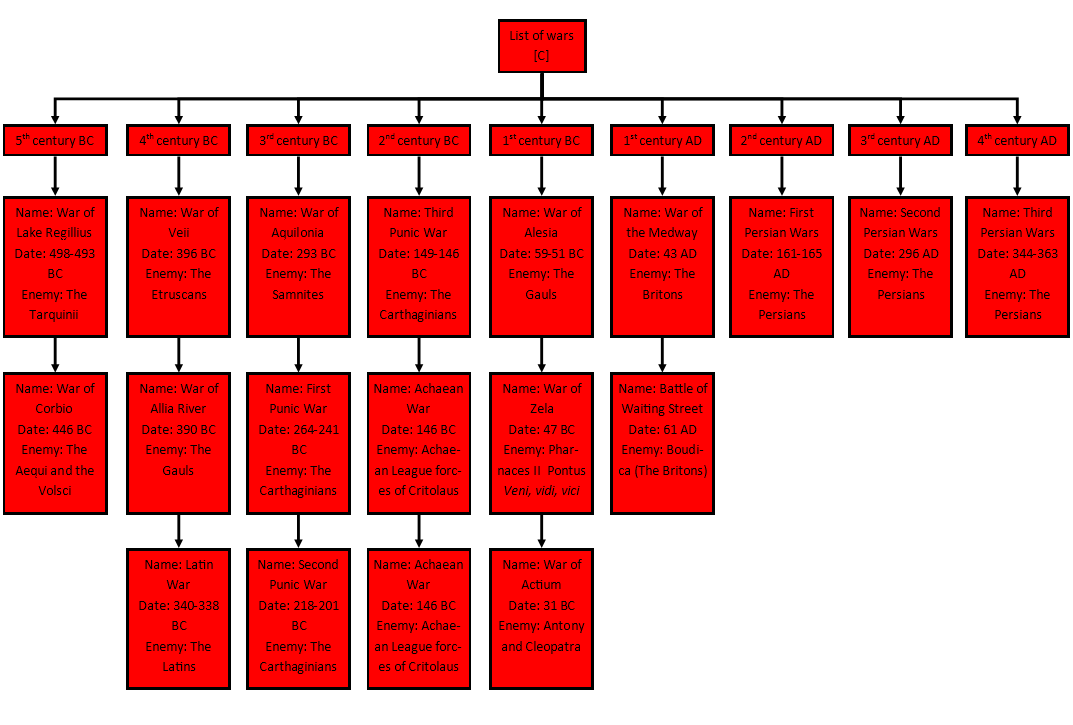 List of wars
[C]
5th century BC
4th century BC
3rd century BC
2nd century BC
1st century BC
1st century AD
2nd century AD
3rd century AD
4th century AD
Name: War of
Lake Regillius
Date: 498-493
BC
Enemy: The
Tarquinii
Name: War of
Veii
Date: 396 BC
Enemy: The
Etruscans
Name: War of
Aquilonia
Date: 293 BC
Enemy: The
Samnites
Name: Third
Punic War
Date: 149-146
BC
Enemy: The
Carthaginians
Name: War of
Alesia
Date: 59-51 BC
Enemy: The
Gauls
Name: War of
the Medway
Date: 43 AD
Enemy: The
Britons
Name: First
Persian Wars
Date: 161-165
AD
Enemy: The
Persians
Name: Second
Persian Wars
Date: 296 AD
Enemy: The
Persians
Name: Third
Persian Wars
Date: 344-363
AD
Enemy: The
Persians
Name: War of
Corbio
Date: 446 BC
Enemy: The
Aequi and the
Volsci
Name: War of
Allia River
Date: 390 BC
Enemy: The
Gauls
Name: First
Punic War
Date: 264-241
BC
Enemy: The
Carthaginians
Name: Achaean
War
Date: 146 BC
Enemy: Achae-
an League forc-
es of Critolaus
Name: War of
Zela
Date: 47 BC
Enemy: Phar-
naces II Pontus
Veni, vidi, vici
Name: Battle of
Watling Street
Date: 61 AD
Enemy: Boudi-
ca (The Britons)
Name: Latin
War
Date: 340-338
BC
Enemy: The
Latins
Name: Second
Punic War
Date: 218-201
BC
Enemy: The
Carthaginians
Name: Achaean
War
Date: 146 BC
Enemy: Achae-
an League forc-
es of Critolaus
Name: War of
Actium
Date: 31 BC
Enemy: Antony
and Cleopatra